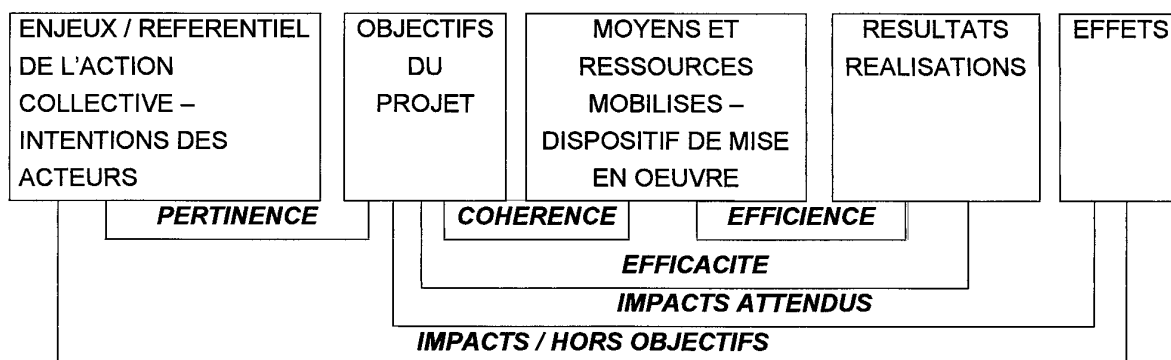 ENJEUX / REFERENTIEL
DE L'ACTION
COLLECTIVE –
INTENTIONS DES
ACTEURS
OBJECTIFS
DU
PROJET
MOYENS ET
RESSOURCES
MOBILISES –
DISPOSITIF DE MISE
EN OEUVRE
RESULTATS
REALISATIONS
EFFETS
PERTINENCE
COHERENCE
EFFICIENCE
EFFICACITE
IMPACTS ATTENDUS
IMPACTS / HORS OBJECTIFS